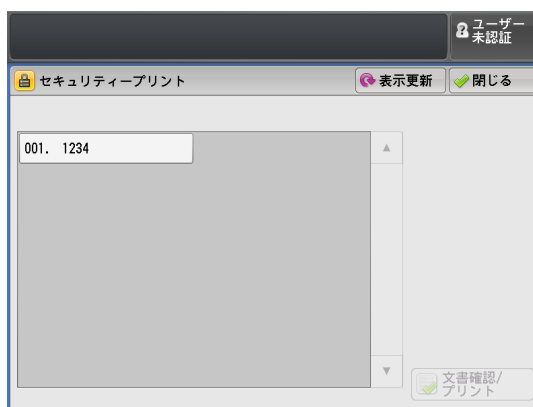 ユーザー
未認証
セキュリティープリント
表示更新
閉じる
001. 1234
文書確認/
プリント